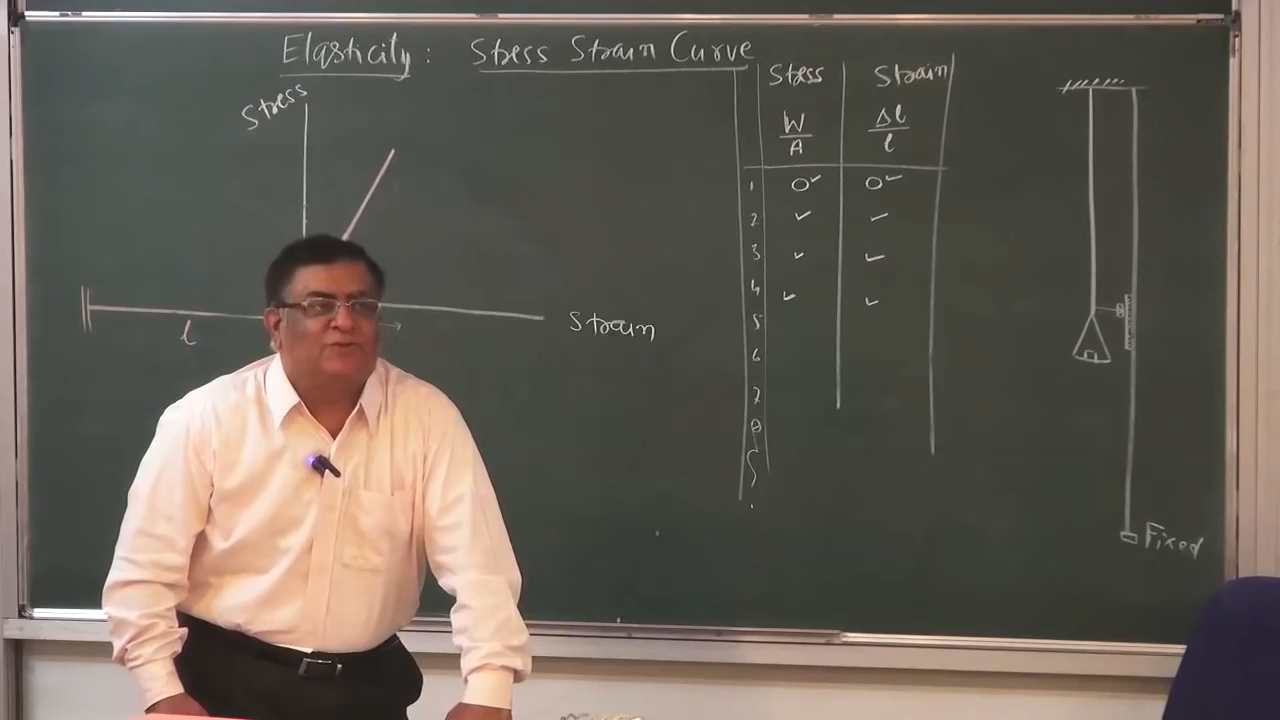 Elasticity: Stress Strain Curve
Stress
Strain
l
Stress Strain
W/A Δl/l
1 0✓ 0✓
2 ✓ ✓
3 ✓ ✓
4 ✓ ✓
5
6
7
8
Fixed